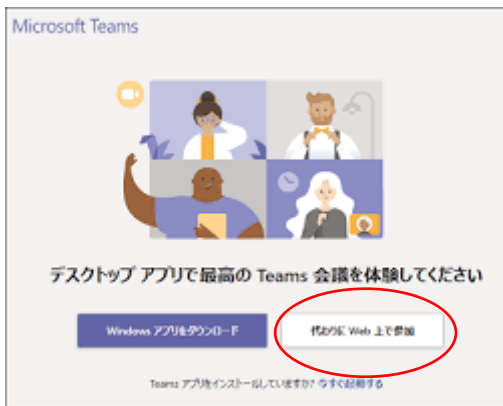 Microsoft Teams
デスクトップ アプリで最高の Teams 会議を体験してください
Windows アプリをダウンロード
代わりに Web 上で参加
Teams アプリをインストールしていますか? 今すぐ起動する